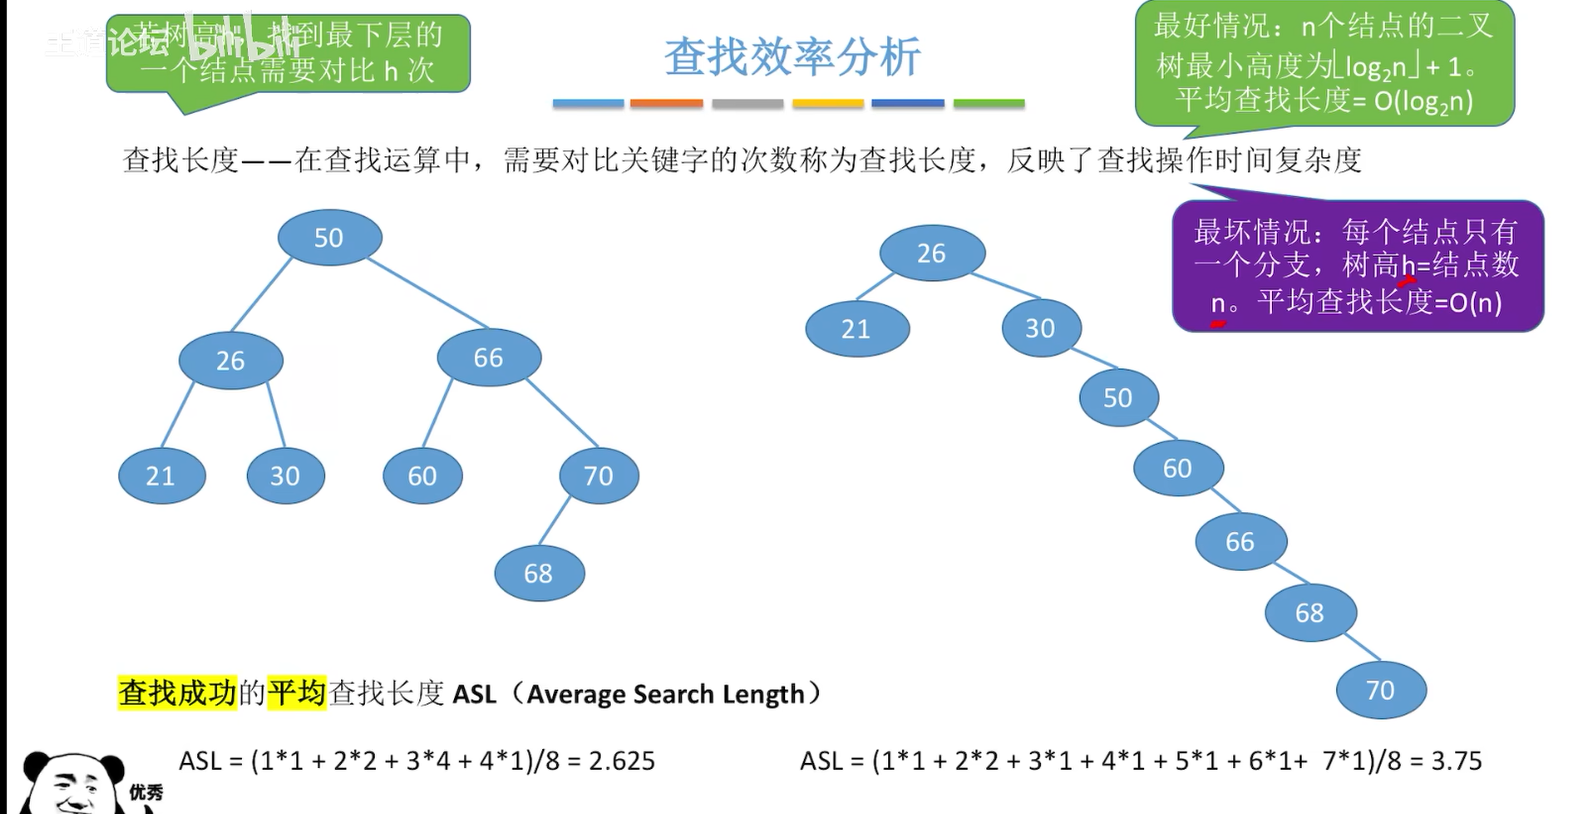 王道论坛 bilibili
若树高h，找到最下层的
一个结点需要对比 h 次
查找效率分析
最好情况：n个结点的二叉
树最小高度为⌊log₂n⌋ + 1。
平均查找长度= O(log₂n)
查找长度——在查找运算中，需要对比关键字的次数称为查找长度，反映了查找操作时间复杂度
最坏情况：每个结点只有
一个分支，树高h=结点数
n。平均查找长度=O(n)
50
26
66
21
30
60
70
68
26
21
30
50
60
66
68
70
查找成功的平均查找长度 ASL（Average Search Length）
ASL = (1*1 + 2*2 + 3*4 + 4*1)/8 = 2.625
ASL = (1*1 + 2*2 + 3*1 + 4*1 + 5*1 + 6*1+ 7*1)/8 = 3.75
优秀